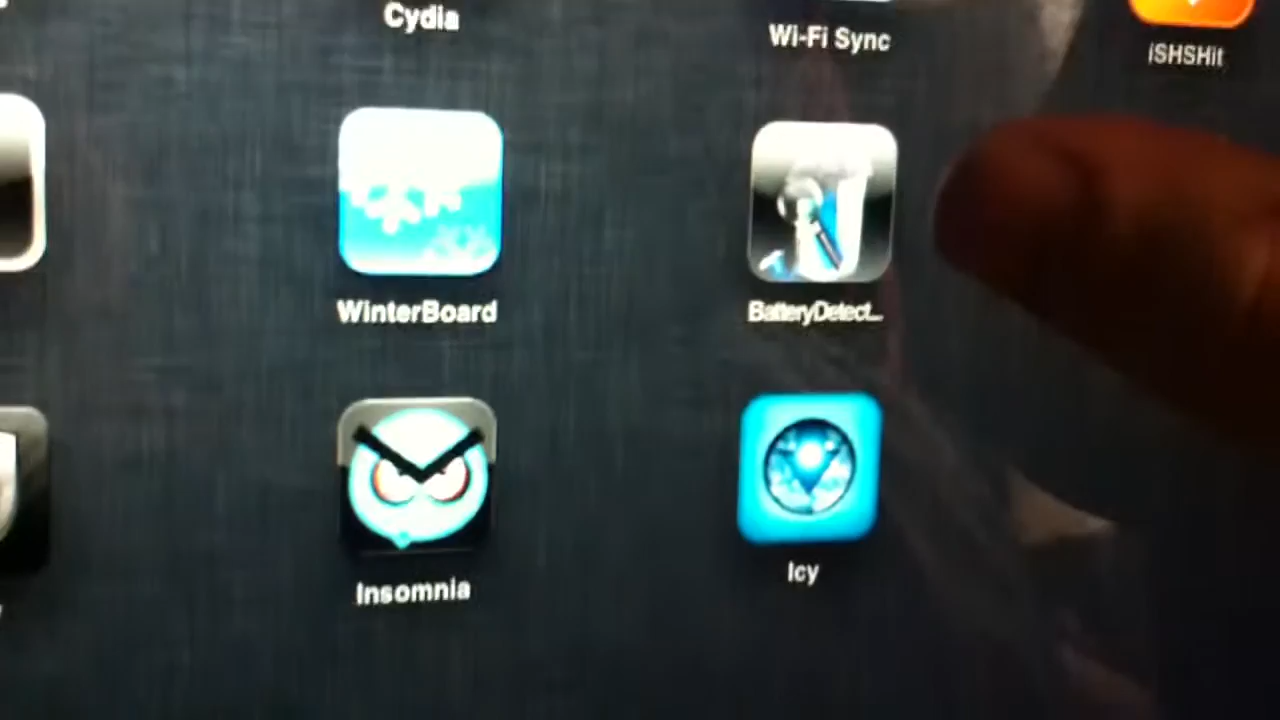 Cydia
Wi-Fi Sync
iSHSHit
WinterBoard
BatteryDetect...
Insomnia
Icy